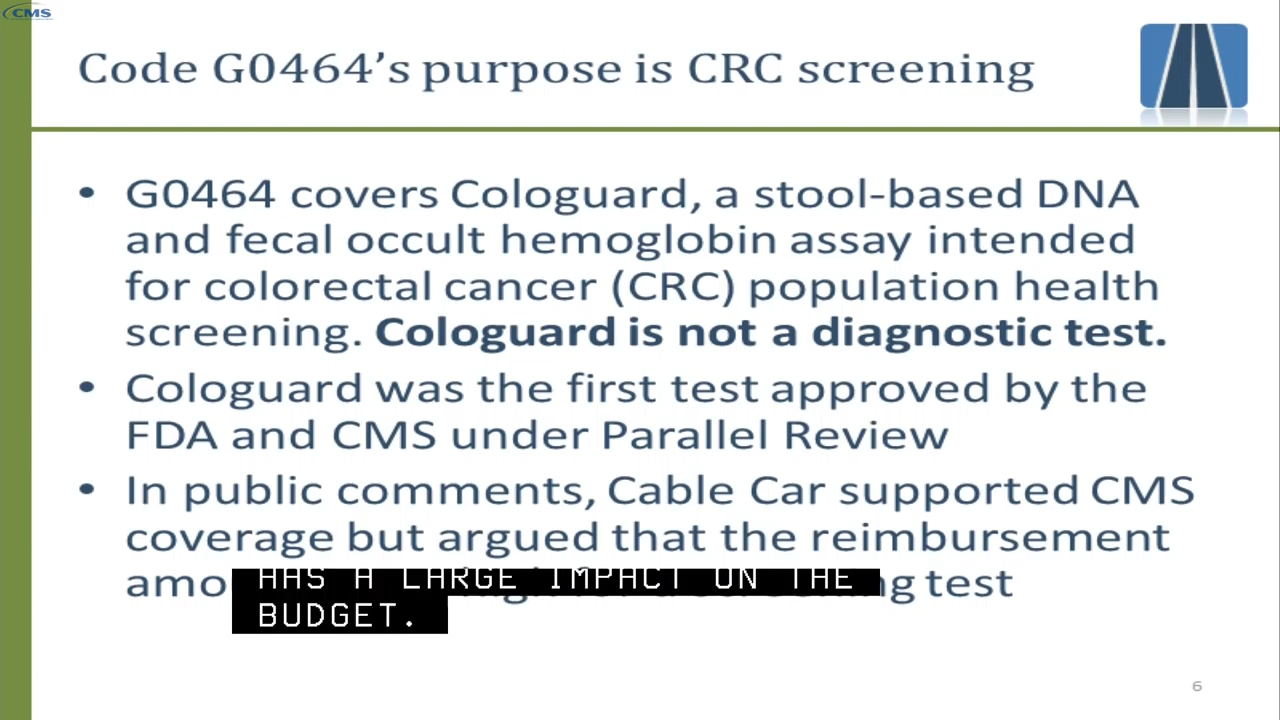 CMS
Code G0464’s purpose is CRC screening
• G0464 covers Cologuard, a stool-based DNA
and fecal occult hemoglobin assay intended
for colorectal cancer (CRC) population health
screening. Cologuard is not a diagnostic test.
• Cologuard was the first test approved by the
FDA and CMS under Parallel Review
• In public comments, Cable Car supported CMS
coverage but argued that the reimbursement
test
HAS A LARGE IMPACT ON THE
BUDGET.
6